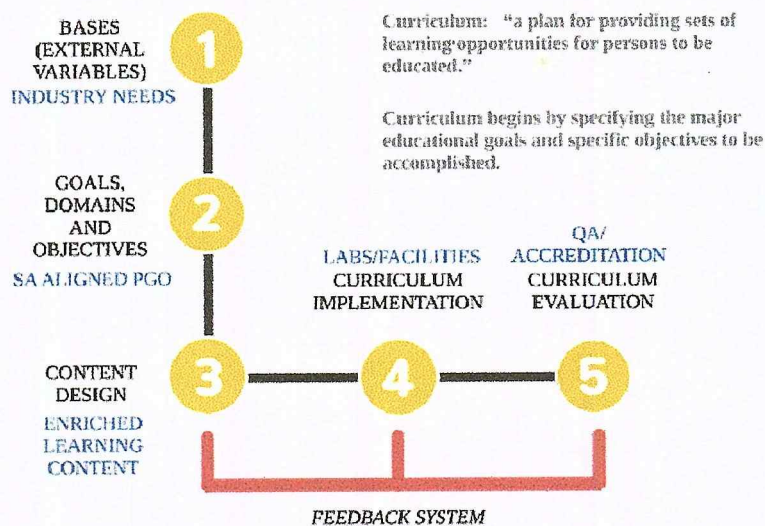 BASES
(EXTERNAL
VARIABLES)
INDUSTRY NEEDS
1
Curriculum: "a plan for providing sets of
learning opportunities for persons to be
educated."
Curriculum begins by specifying the major
educational goals and specific objectives to be
accomplished.
GOALS,
DOMAINS
AND
OBJECTIVES
SA ALIGNED PGO
2
LABS/FACILITIES
CURRICULUM
IMPLEMENTATION
QA/
ACCREDITATION
CURRICULUM
EVALUATION
CONTENT
DESIGN
ENRICHED
LEARNING
CONTENT
3
4
5
FEEDBACK SYSTEM